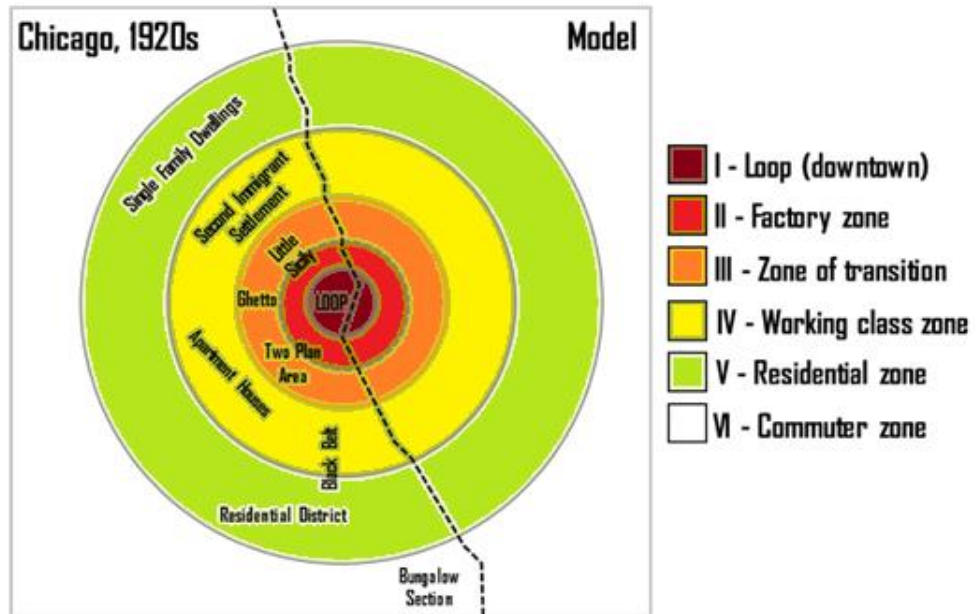 Chicago, 1920s
Model
Single Family Dwellings
Second Immigrant
Settlement
Little
Sicily
Ghetto
LOOP
Two Plan
Area
Apartment Houses
Black Belt
Residential District
Bungalow
Section
I - Loop (downtown)
II - Factory zone
III - Zone of transition
IV - Working class zone
V - Residential zone
VI - Commuter zone